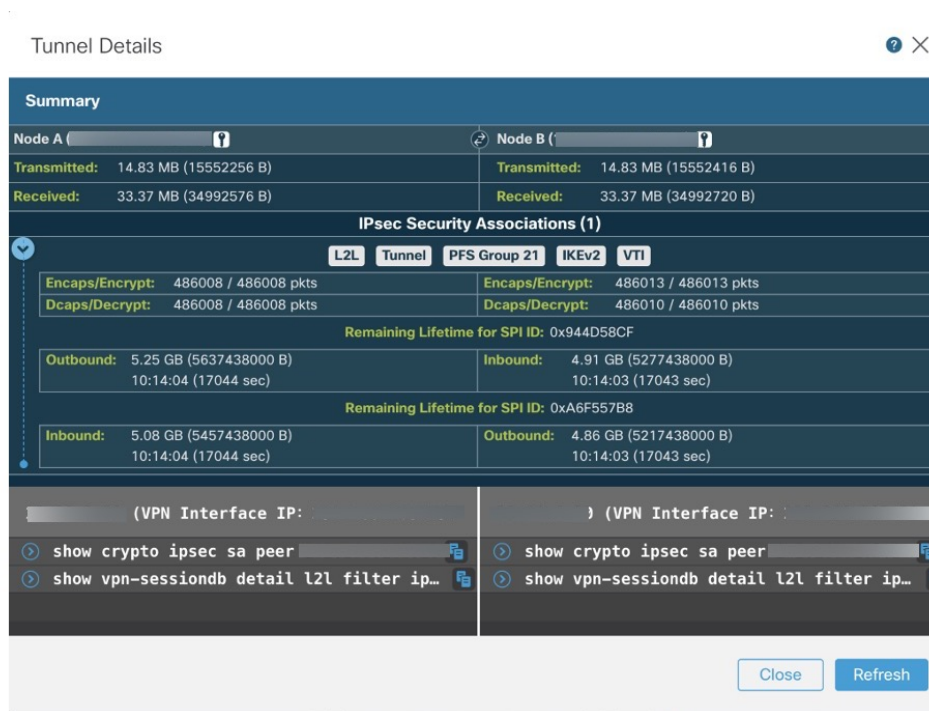 Tunnel Details
Summary
Node A (
Node B (
Transmitted: 14.83 MB (15552256 B)
Transmitted: 14.83 MB (15552416 B)
Received: 33.37 MB (34992576 B)
Received: 33.37 MB (34992720 B)
IPsec Security Associations (1)
L2L Tunnel PFS Group 21 IKEv2 VTI
Encaps/Encrypt: 486008 / 486008 pkts
Encaps/Encrypt: 486013 / 486013 pkts
Dcaps/Decrypt: 486008 / 486008 pkts
Dcaps/Decrypt: 486010 / 486010 pkts
Remaining Lifetime for SPI ID: 0x944D58CF
Outbound: 5.25 GB (5637438000 B)
10:14:04 (17044 sec)
Inbound: 4.91 GB (5277438000 B)
10:14:03 (17043 sec)
Remaining Lifetime for SPI ID: 0xA6F557B8
Inbound: 5.08 GB (5457438000 B)
10:14:04 (17044 sec)
Outbound: 4.86 GB (5217438000 B)
10:14:03 (17043 sec)
(VPN Interface IP:
) (VPN Interface IP:
show crypto ipsec sa peer
show crypto ipsec sa peer
show vpn-sessiondb detail l2l filter ip…
show vpn-sessiondb detail l2l filter ip…
Close
Refresh